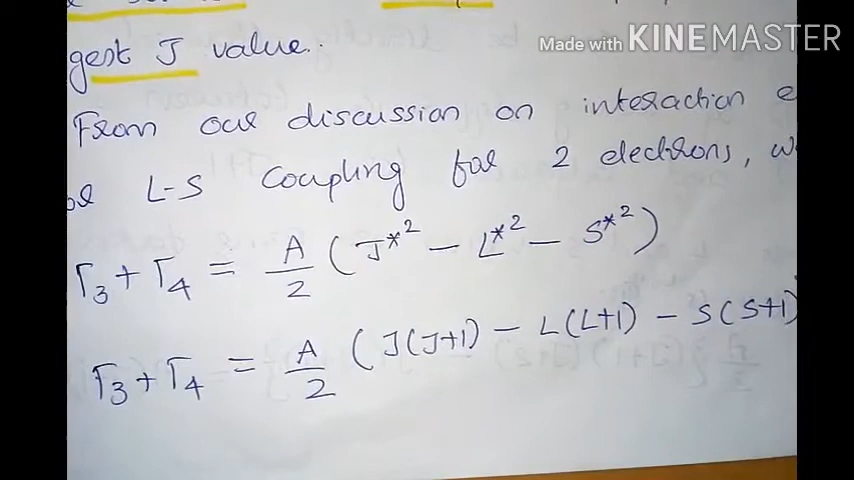 Made with KINEMASTER
gest J value.
From our discussion on interaction
L-S coupling for 2 electrons,
Γ3 + Γ4 = A/2 (J*² - L*² - S*²)
Γ3 + Γ4 = A/2 (J(J+1) - L(L+1) - S(S+1)